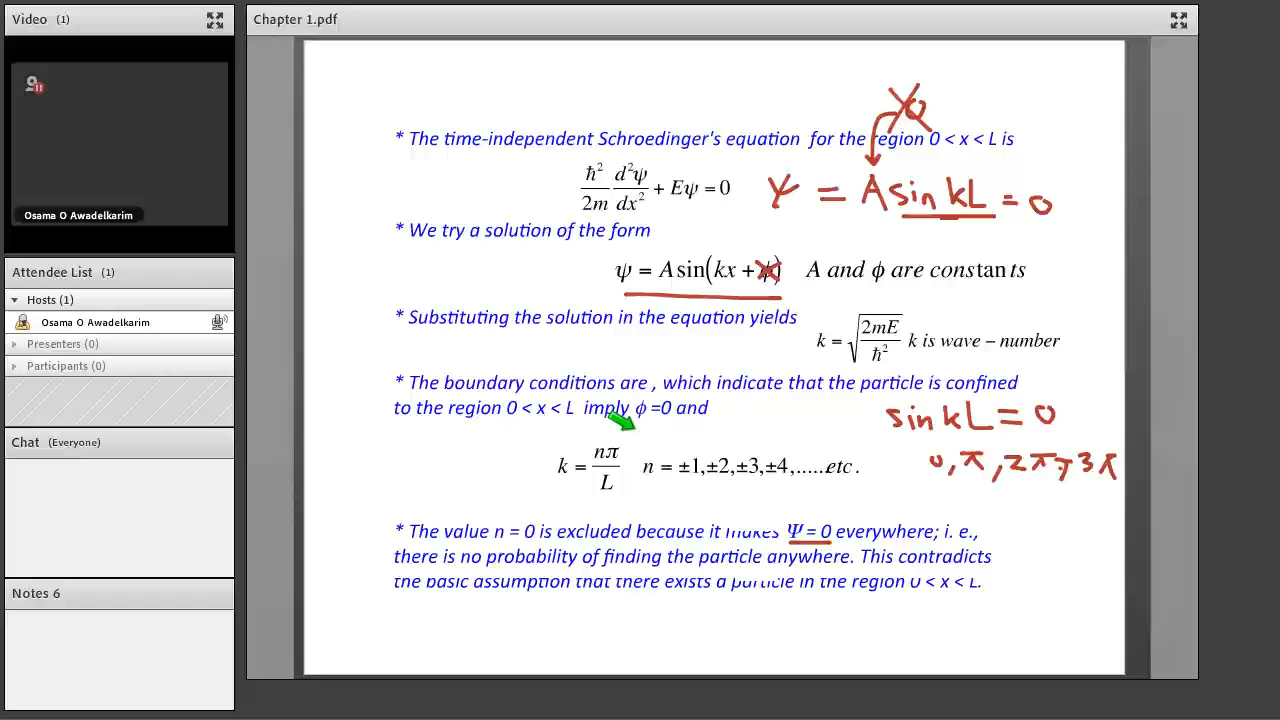 Video (1)
Chapter 1.pdf
Osama O Awadelkarim
Attendee List (1)
Hosts (1)
Osama O Awadelkarim
Presenters (0)
Participants (0)
Chat (Everyone)
Notes 6
* The time-independent Schroedinger's equation for the region 0 < x < L is
ħ²/2m d²ψ/dx² + Eψ = 0
ψ = A sin kL = 0
* We try a solution of the form
ψ = A sin(kx + ϕ) A and ϕ are constants
* Substituting the solution in the equation yields
k = √(2mE/ħ²) k is wave – number
* The boundary conditions are , which indicate that the particle is confined
to the region 0 < x < L imply ϕ =0 and
sin kL = 0
0, π, 2π, 3π
k = nπ/L n = ±1,±2,±3,±4,......etc.
* The value n = 0 is excluded because it makes Ψ = 0 everywhere; i. e.,
there is no probability of finding the particle anywhere. This contradicts
the basic assumption that there exists a particle in the region 0 < x < L.